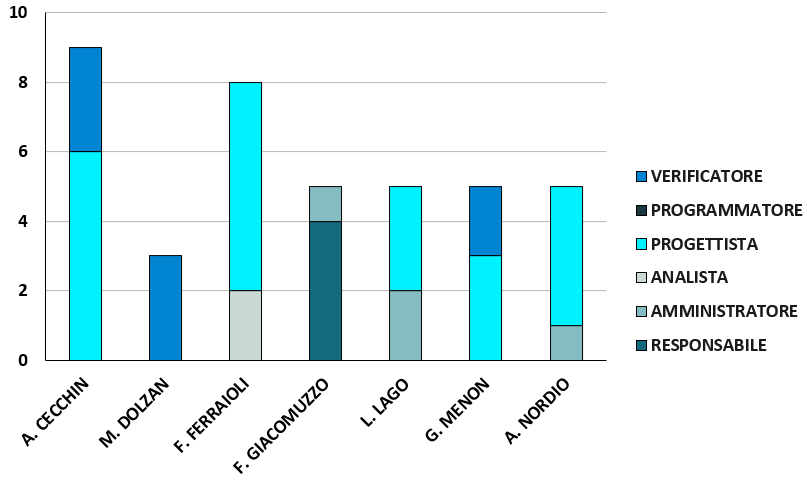 10
8
6
4
2
0
A. CECCHIN
M. DOLZAN
F. FERRAIOLI
F. GIACOMUZZO
L. LAGO
G. MENON
A. NORDIO
VERIFICATORE
PROGRAMMATORE
PROGETTISTA
ANALISTA
AMMINISTRATORE
RESPONSABILE